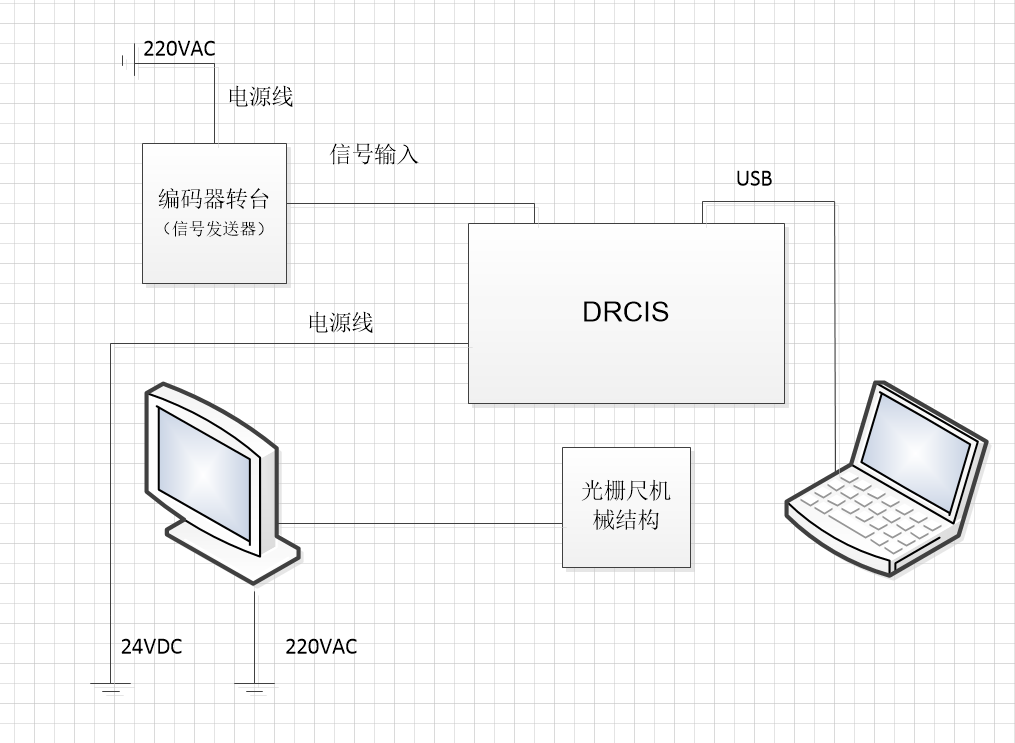 220VAC
电源线
信号输入
USB
编码器转台
（信号发送器）
DRCIS
电源线
光栅尺机
械结构
24VDC
220VAC